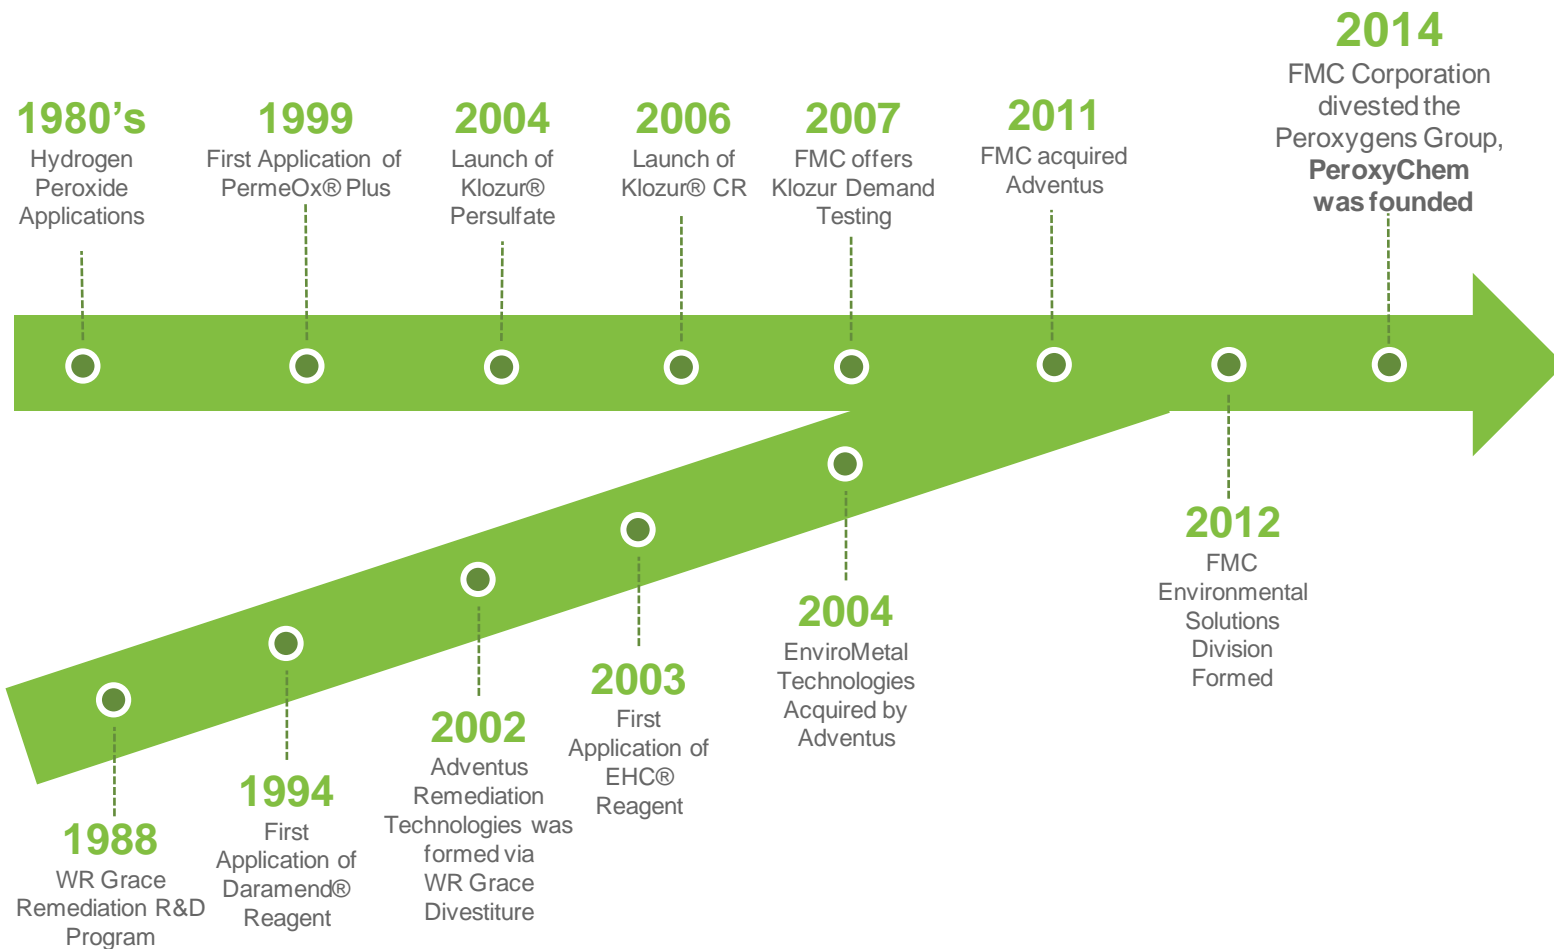 1980’s
Hydrogen
Peroxide
Applications
1999
First Application of
PermeOx® Plus
2004
Launch of
Klozur®
Persulfate
2006
Launch of
Klozur® CR
2007
FMC offers
Klozur Demand
Testing
2011
FMC acquired
Adventus
2014
FMC Corporation
divested the
Peroxygens Group,
PeroxyChem
was founded
1988
WR Grace
Remediation R&D
Program
1994
First
Application of
Daramend®
Reagent
2002
Adventus
Remediation
Technologies was
formed via
WR Grace
Divestiture
2003
First
Application of
EHC®
Reagent
2004
EnviroMetal
Technologies
Acquired by
Adventus
2012
FMC
Environmental
Solutions
Division
Formed